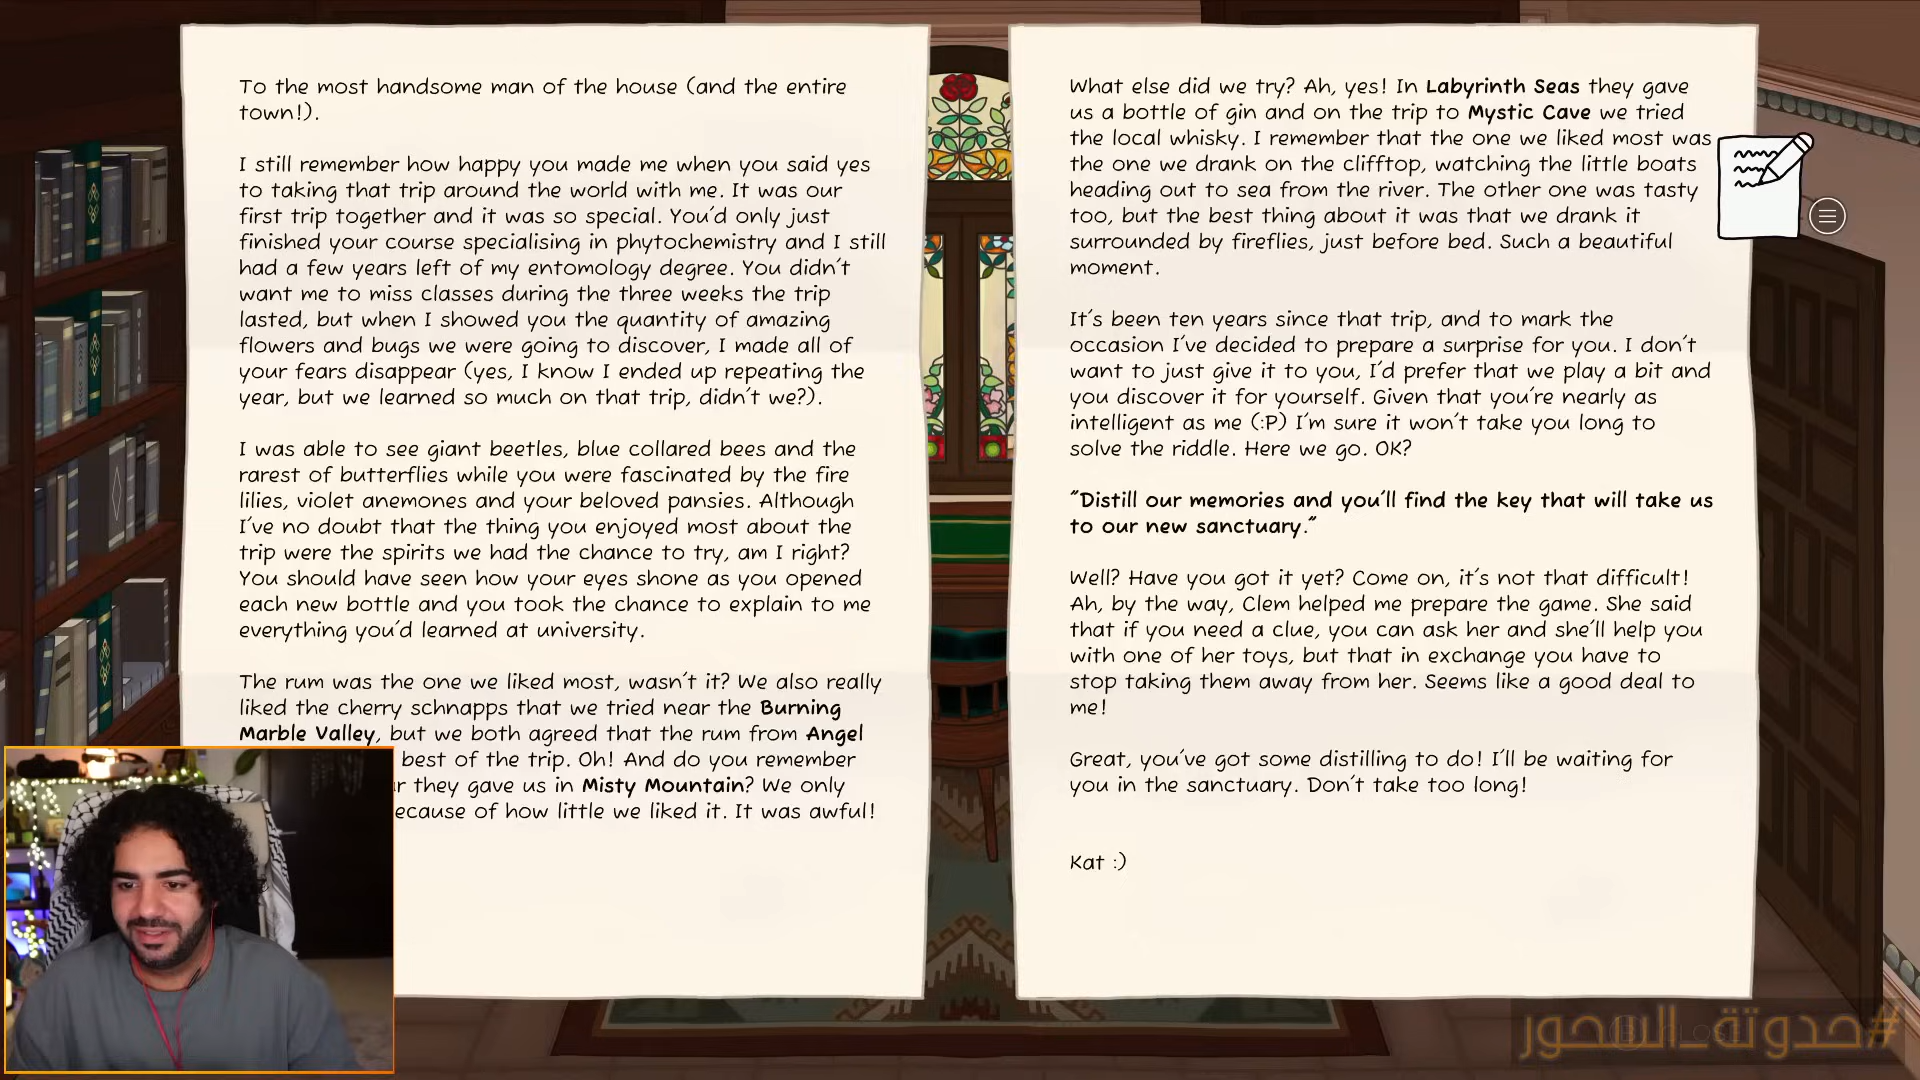 To the most handsome man of the house (and the entire
town!).
I still remember how happy you made me when you said yes
to taking that trip around the world with me. It was our
first trip together and it was so special. You'd only just
finished your course specialising in phytochemistry and I still
had a few years left of my entomology degree. You didn't
want me to miss classes during the three weeks the trip
lasted, but when I showed you the quantity of amazing
flowers and bugs we were going to discover, I made all of
your fears disappear (yes, I know I ended up repeating the
year, but we learned so much on that trip, didn't we?).
I was able to see giant beetles, blue collared bees and the
rarest of butterflies while you were fascinated by the fire
lilies, violet anemones and your beloved pansies. Although
I've no doubt that the thing you enjoyed most about the
trip were the spirits we had the chance to try, am I right?
You should have seen how your eyes shone as you opened
each new bottle and you took the chance to explain to me
everything you'd learned at university.
The rum was the one we liked most, wasn't it? We also really
liked the cherry schnapps that we tried near the Burning
Marble Valley, but we both agreed that the rum from Angel
best of the trip. Oh! And do you remember
they gave us in Misty Mountain? We only
because of how little we liked it. It was awful!
What else did we try? Ah, yes! In Labyrinth Seas they gave
us a bottle of gin and on the trip to Mystic Cave we tried
the local whisky. I remember that the one we liked most was
the one we drank on the clifftop, watching the little boats
heading out to sea from the river. The other one was tasty
too, but the best thing about it was that we drank it
surrounded by fireflies, just before bed. Such a beautiful
moment.
It's been ten years since that trip, and to mark the
occasion I've decided to prepare a surprise for you. I don't
want to just give it to you, I'd prefer that we play a bit and
you discover it for yourself. Given that you're nearly as
intelligent as me (:P) I'm sure it won't take you long to
solve the riddle. Here we go. OK?
"Distill our memories and you'll find the key that will take us
to our new sanctuary."
Well? Have you got it yet? Come on, it's not that difficult!
Ah, by the way, Clem helped me prepare the game. She said
that if you need a clue, you can ask her and she'll help you
with one of her toys, but that in exchange you have to
stop taking them away from her. Seems like a good deal to
me!
Great, you've got some distilling to do! I'll be waiting for
you in the sanctuary. Don't take too long!
Kat :)
#حدوتة_السحور